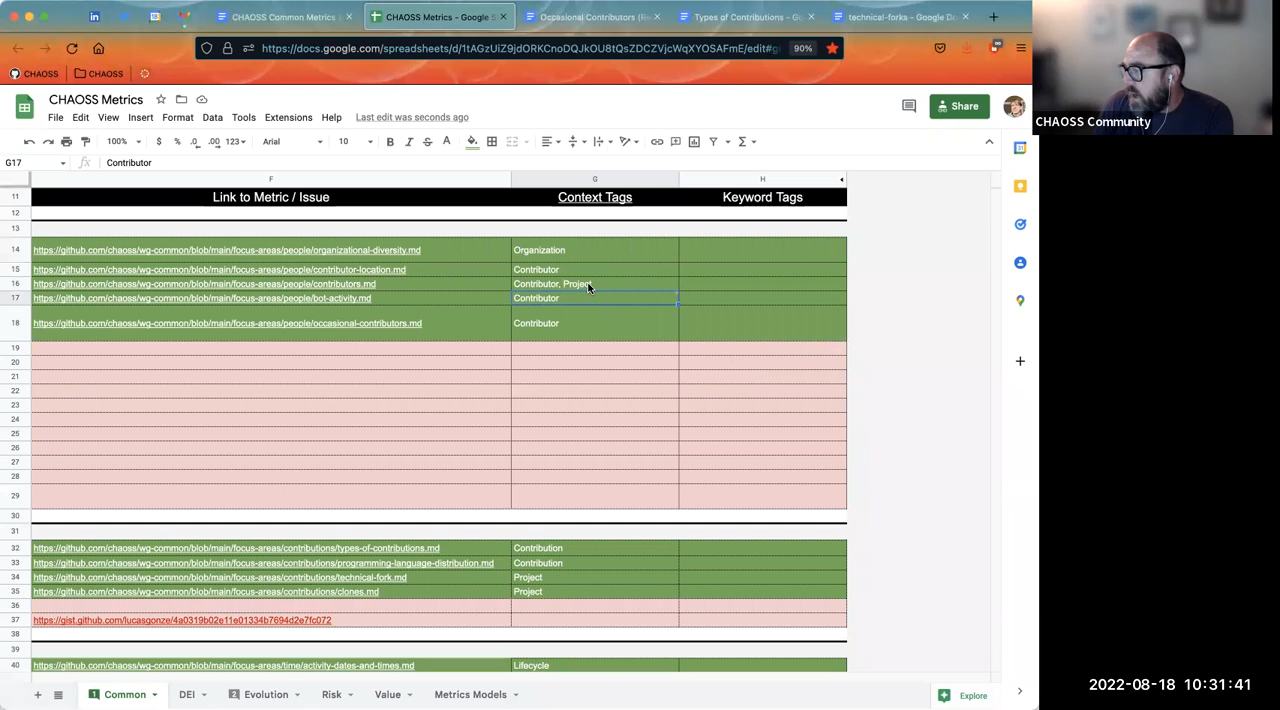 CHAOSS Common Metrics
CHAOSS Metrics - Google S
Occasional Contributors (Re
Types of Contributions - Go
technical-forks - Google Do
https://docs.google.com/spreadsheets/d/1tAGzUiZ9jdORKCnoDQJkOU8tQsZDCZVjcWqXYOSAFmE/edit#g
90%
CHAOSS
CHAOSS
CHAOSS Metrics
File Edit View Insert Format Data Tools Extensions Help Last edit was seconds ago
Share
CHAOSS Community
100% $ % .0 .00 123 Arial 10 B I S A
G17 Contributor
F G H
11 Link to Metric / Issue Context Tags Keyword Tags
12
13
14 https://github.com/chaoss/wg-common/blob/main/focus-areas/people/organizational-diversity.md Organization
15 https://github.com/chaoss/wg-common/blob/main/focus-areas/people/contributor-location.md Contributor
16 https://github.com/chaoss/wg-common/blob/main/focus-areas/people/contributors.md Contributor, Project
17 https://github.com/chaoss/wg-common/blob/main/focus-areas/people/bot-activity.md Contributor
18 https://github.com/chaoss/wg-common/blob/main/focus-areas/people/occasional-contributors.md Contributor
19
20
21
22
23
24
25
26
27
28
29
30
31
32 https://github.com/chaoss/wg-common/blob/main/focus-areas/contributions/types-of-contributions.md Contribution
33 https://github.com/chaoss/wg-common/blob/main/focus-areas/contributions/programming-language-distribution.md Contribution
34 https://github.com/chaoss/wg-common/blob/main/focus-areas/contributions/technical-fork.md Project
35 https://github.com/chaoss/wg-common/blob/main/focus-areas/contributions/clones.md Project
36
37 https://gist.github.com/lucasgonze/4a0319b02e11e01334b7694d2e7fc072
38
39
40 https://github.com/chaoss/wg-common/blob/main/focus-areas/time/activity-dates-and-times.md Lifecycle
1 Common DEI 2 Evolution Risk Value Metrics Models
Explore
2022-08-18 10:31:41